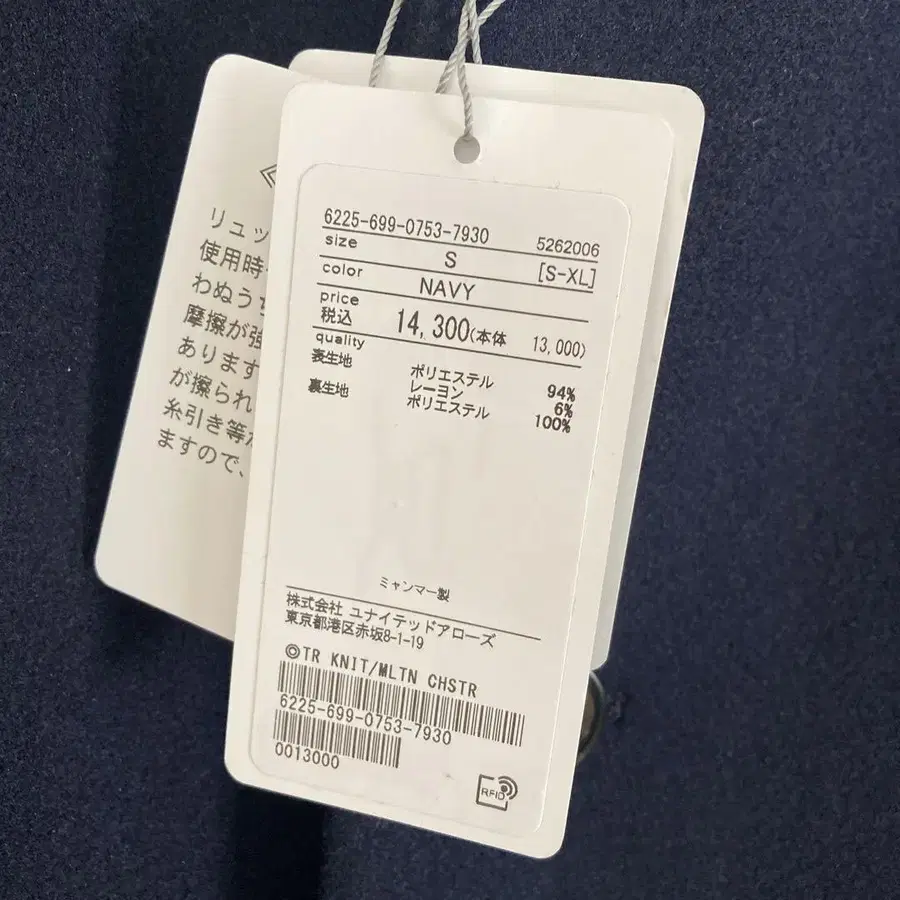 リュッ
使用時
わぬうち
摩擦が強
あります
が擦られ
糸引き等が
ますので、
6225-699-0753-7930 5262006
size S [S-XL]
color NAVY
price
税込 14,300(本体 13,000)
quality
表生地 ポリエステル 94%
レーヨン 6%
裏生地 ポリエステル 100%
ミャンマー製
株式会社 ユナイテッドアローズ
東京都港区赤坂8-1-19
◎TR KNIT/MLTN CHSTR
6225-699-0753-7930
0013000
RFID